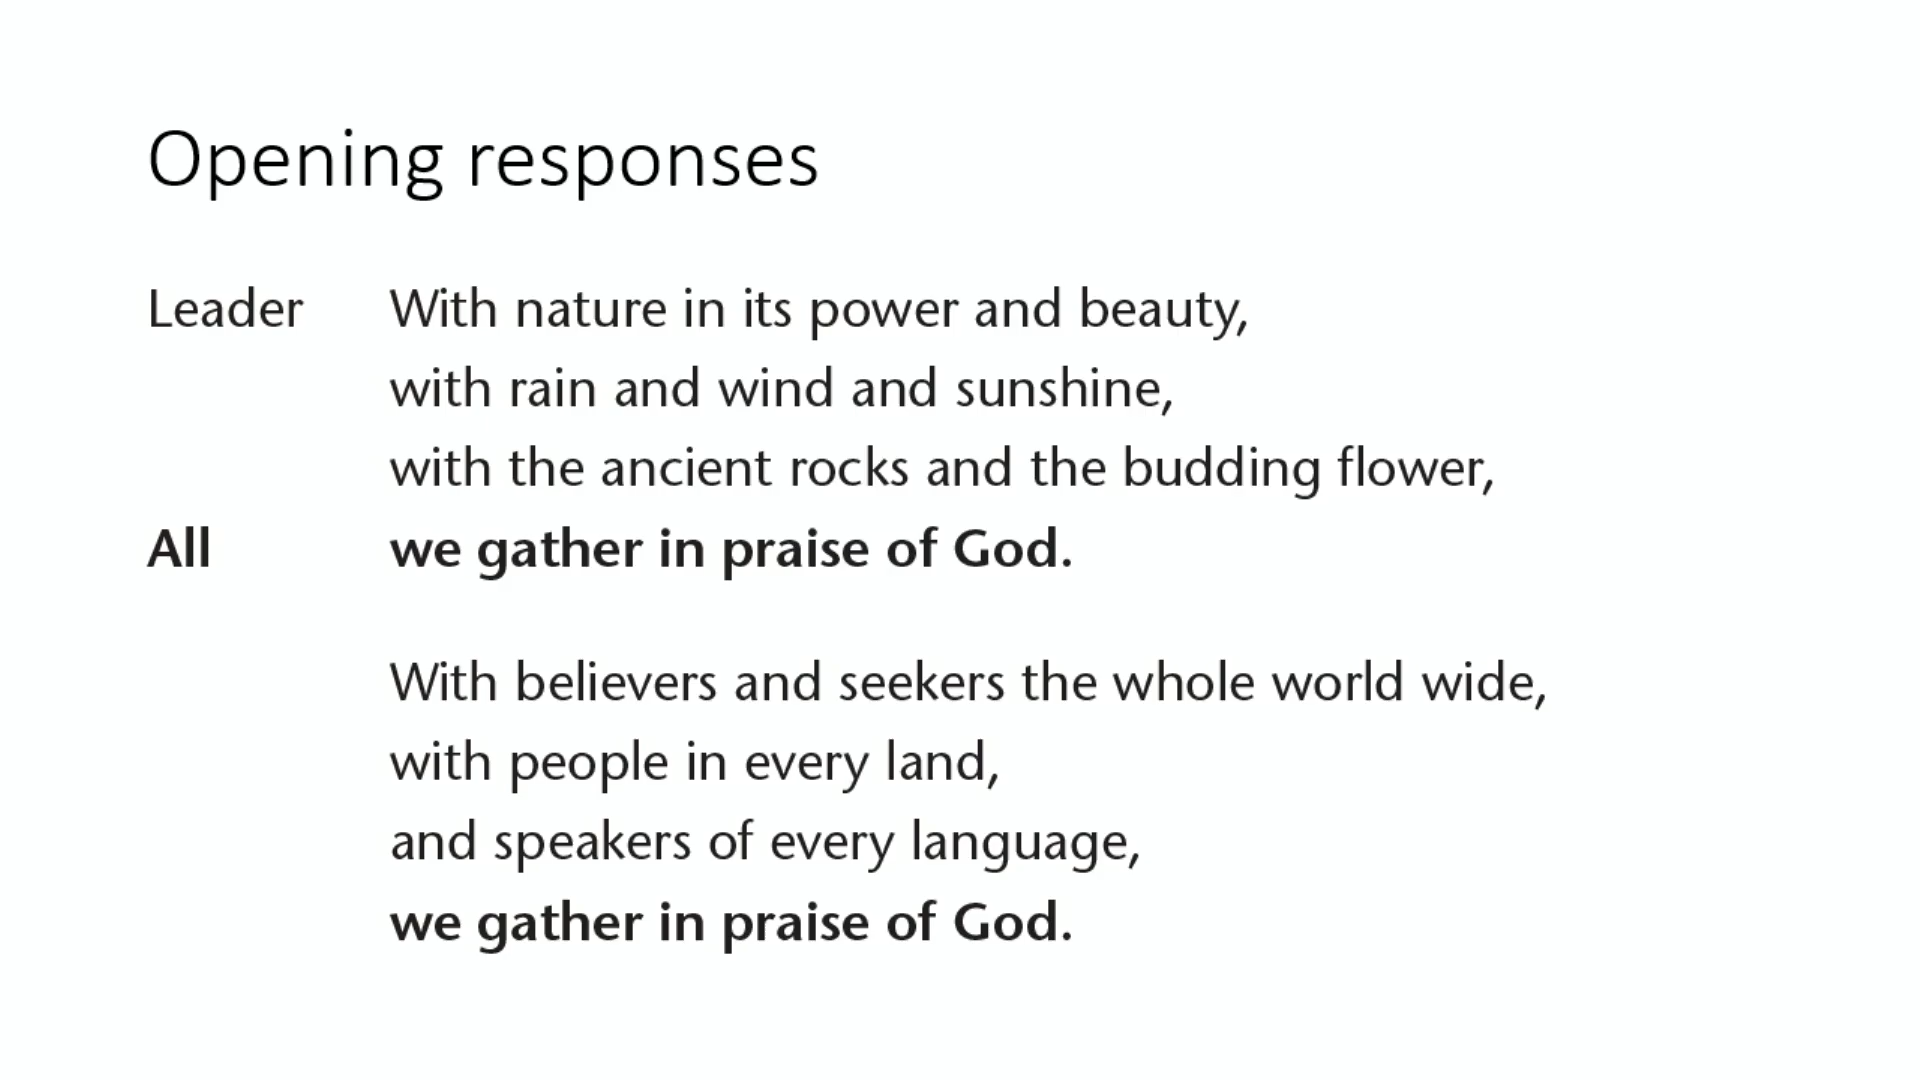 Opening responses
Leader With nature in its power and beauty,
with rain and wind and sunshine,
with the ancient rocks and the budding flower,
All we gather in praise of God.
With believers and seekers the whole world wide,
with people in every land,
and speakers of every language,
we gather in praise of God.